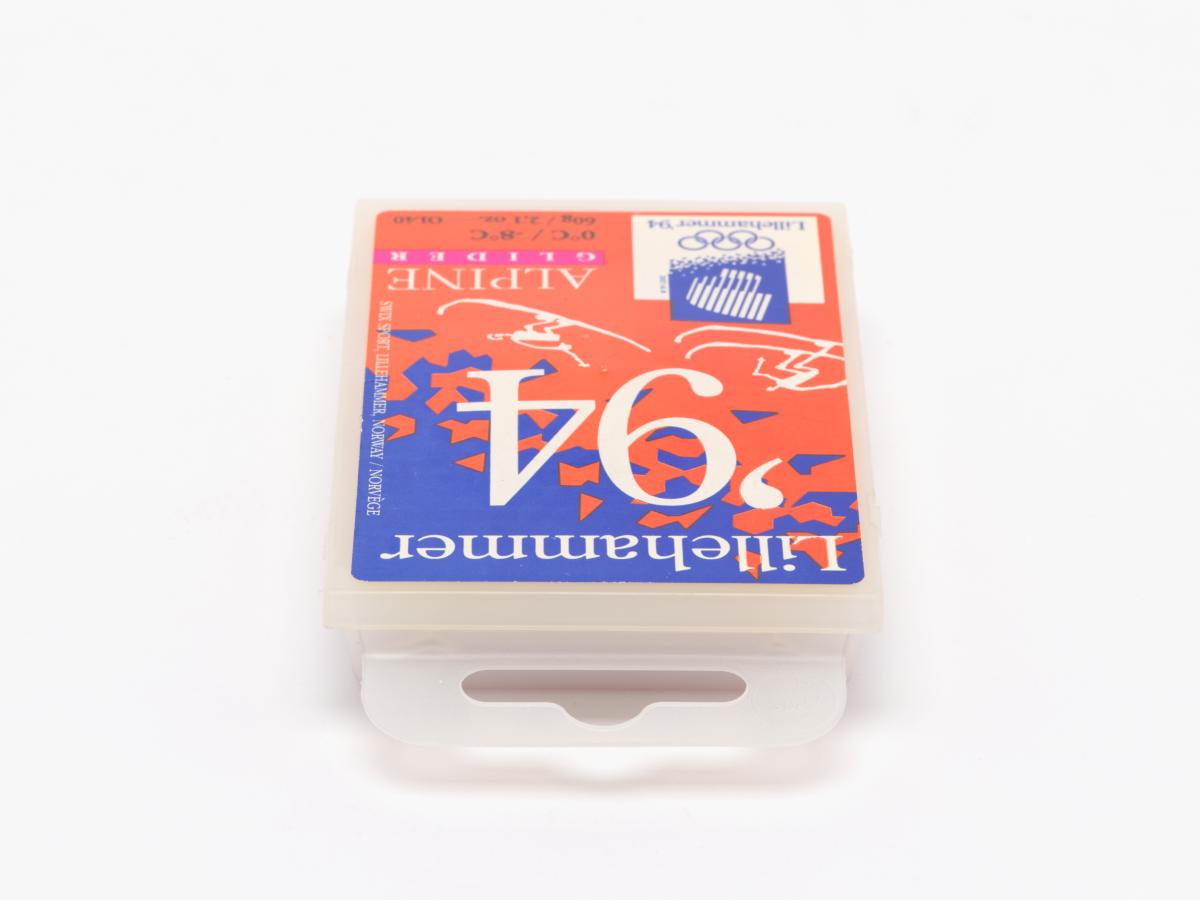 Lillehammer
'94
ALPINE
GLIDER
0°C / -8°C
60g / 2.1 oz.
OL40
Lillehammer'94
SWIX SPORT, LILLEHAMMER, NORWAY / NORVÈGE